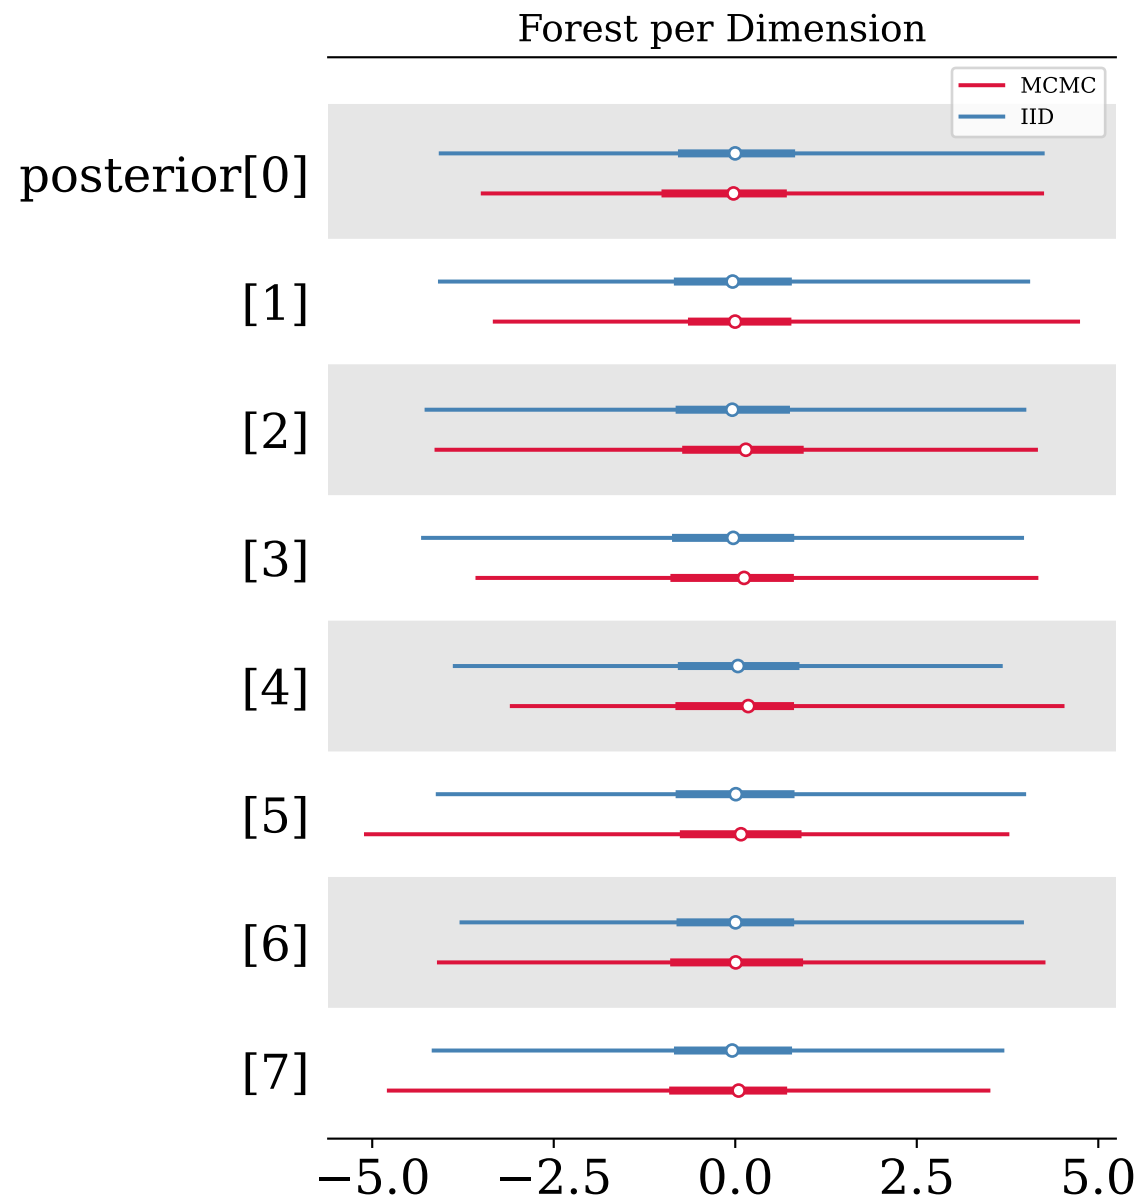 Forest per Dimension
MCMC
IID
posterior[0]
[1]
[2]
[3]
[4]
[5]
[6]
[7]
−5.0 −2.5 0.0 2.5 5.0